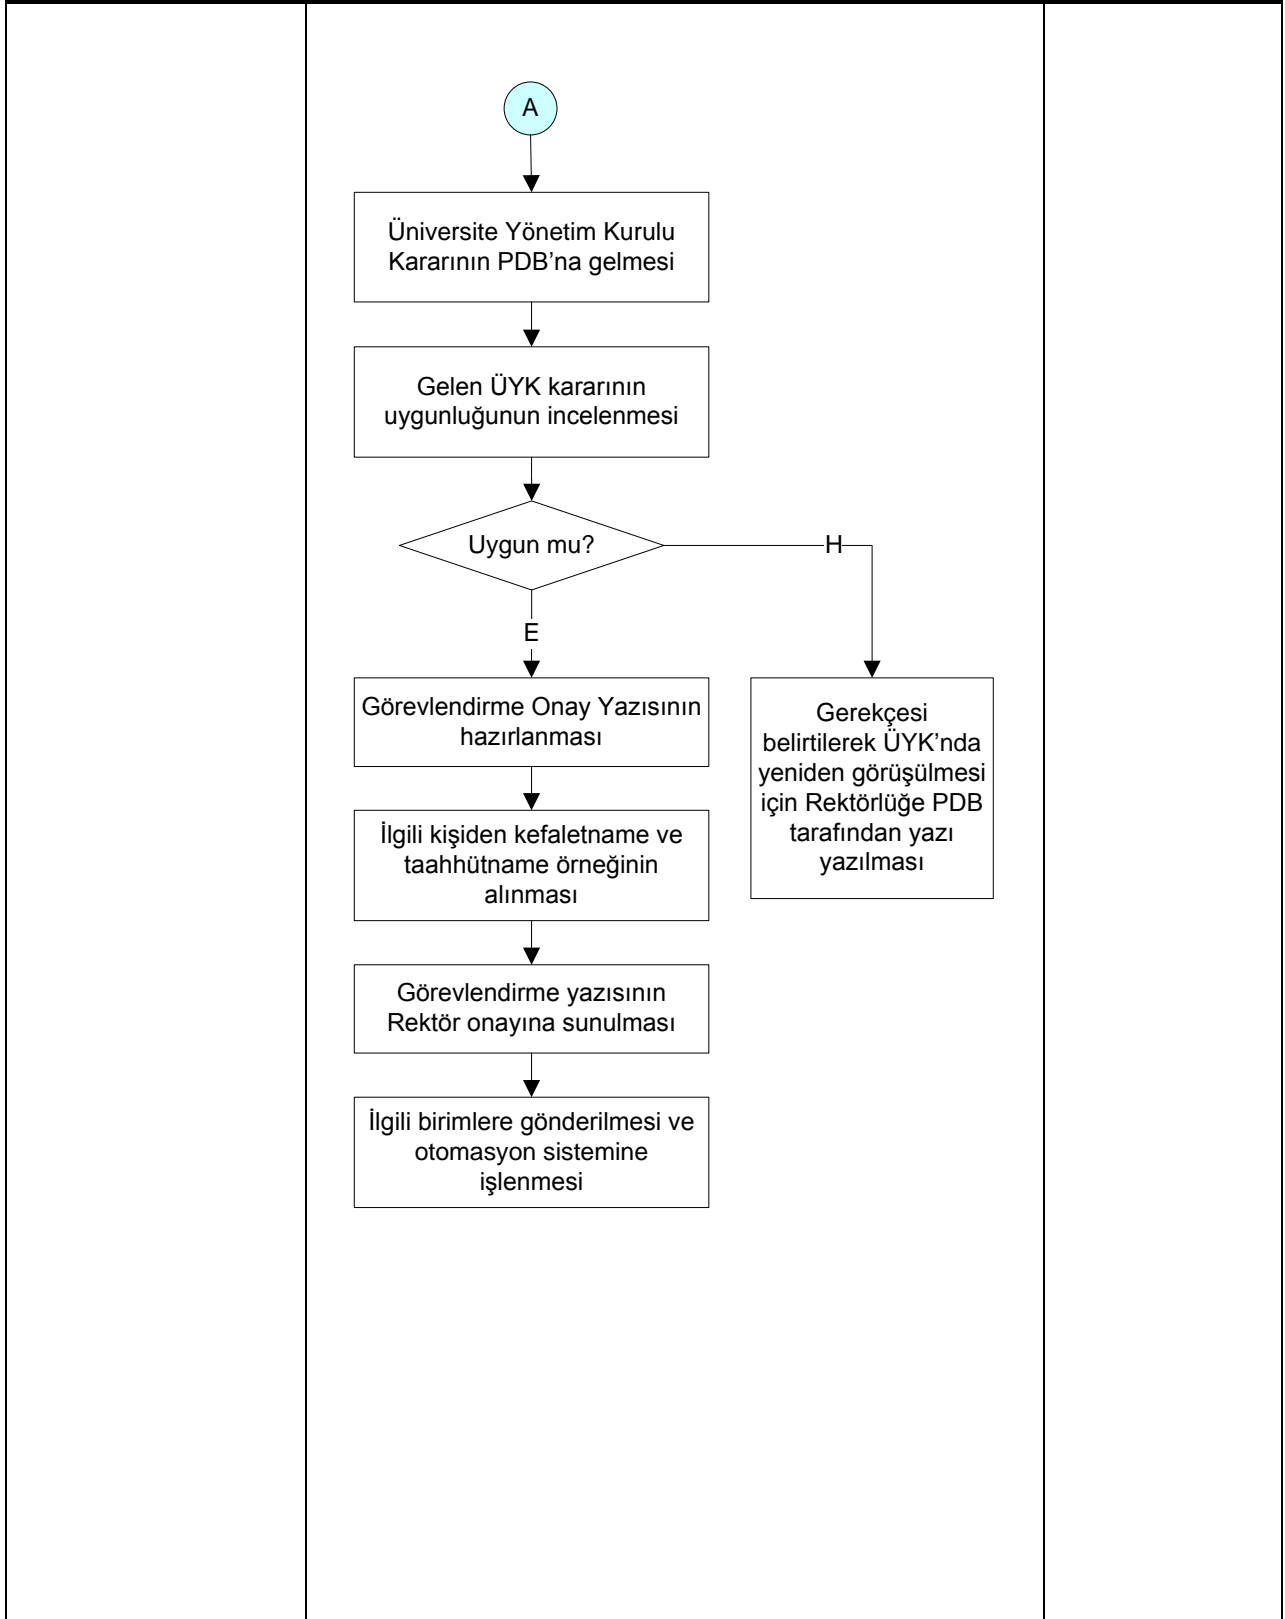 A
Üniversite Yönetim Kurulu
Kararının PDB’na gelmesi
Gelen ÜYK kararının
uygunluğunun incelenmesi
Uygun mu?
H
E
Görevlendirme Onay Yazısının
hazırlanması
Gerekçesi
belirtilerek ÜYK’nda
yeniden görüşülmesi
için Rektörlüğe PDB
tarafından yazı
yazılması
İlgili kişiden kefaletname ve
taahhütname örneğinin
alınması
Görevlendirme yazısının
Rektör onayına sunulması
İlgili birimlere gönderilmesi ve
otomasyon sistemine
işlenmesi